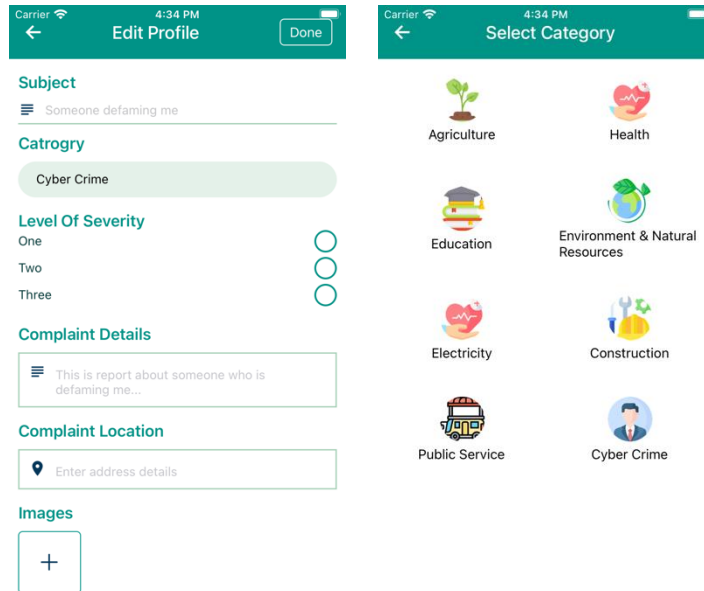 Carrier 4:34 PM
Edit Profile Done
Subject
Someone defaming me
Catrogry
Cyber Crime
Level Of Severity
One
Two
Three
Complaint Details
This is report about someone who is
defaming me...
Complaint Location
Enter address details
Images
+
Carrier 4:34 PM
Select Category
Agriculture Health
Education Environment & Natural
Resources
Electricity Construction
Public Service Cyber Crime